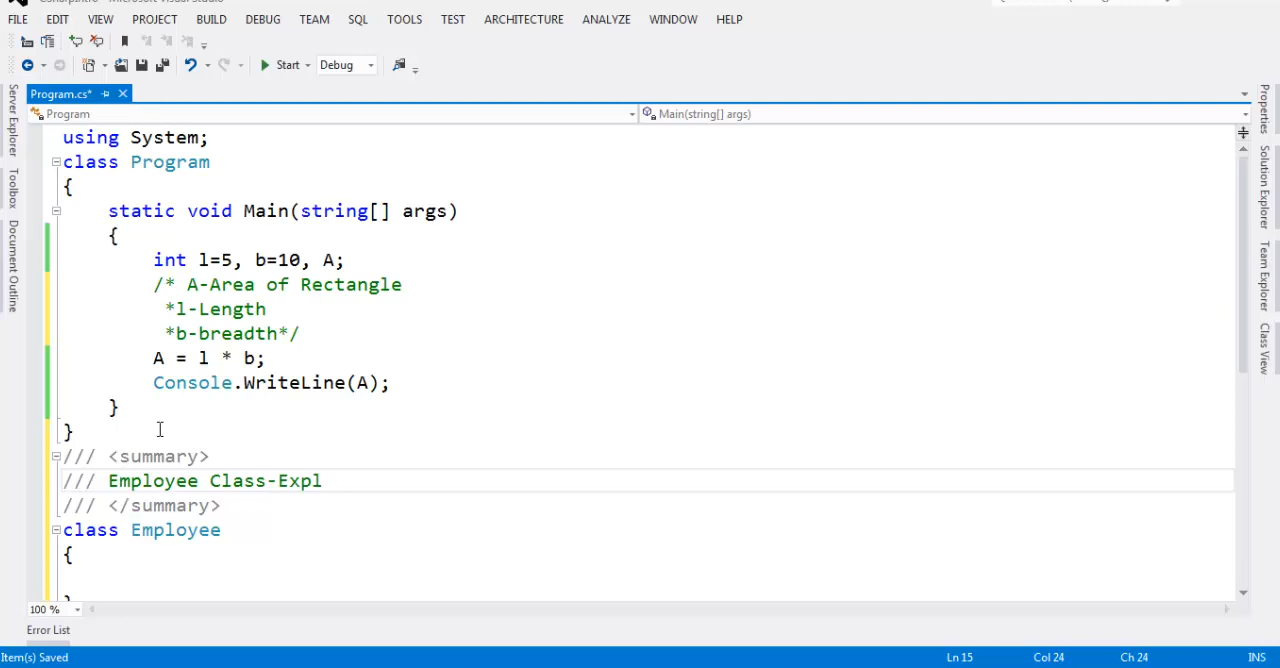 FILE EDIT VIEW PROJECT BUILD DEBUG TEAM SQL TOOLS TEST ARCHITECTURE ANALYZE WINDOW HELP
Start Debug
Program.cs*
Program Main(string[] args)
Server Explorer
Toolbox
Document Outline
using System;
class Program
{
static void Main(string[] args)
{
int l=5, b=10, A;
/* A-Area of Rectangle
*l-Length
*b-breadth*/
A = l * b;
Console.WriteLine(A);
}
}
/// <summary>
/// Employee Class-Expl
/// </summary>
class Employee
{
Properties
Solution Explorer
Team Explorer
Class View
100 %
Error List
Item(s) Saved Ln 15 Col 24 Ch 24 INS